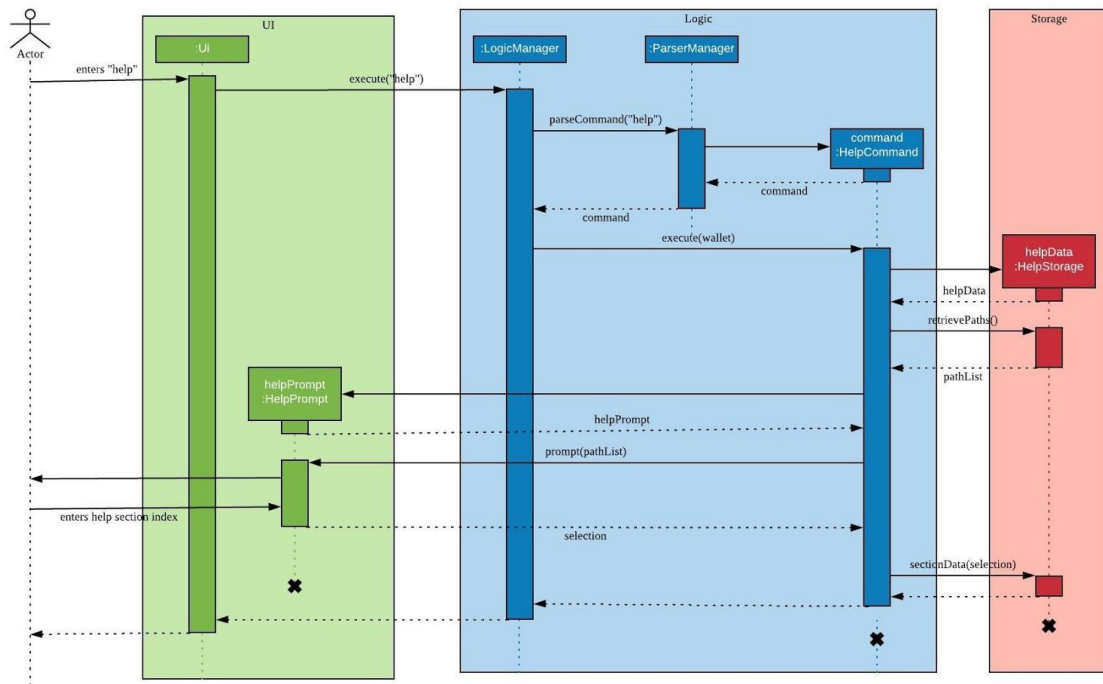 UI
Logic
Storage
Actor
:Ui
:LogicManager
:ParserManager
enters "help"
execute("help")
parseCommand("help")
command
:HelpCommand
command
command
execute(wallet)
helpData
:HelpStorage
helpData
retrievePaths()
pathList
helpPrompt
:HelpPrompt
helpPrompt
prompt(pathList)
enters help section index
selection
sectionData(selection)